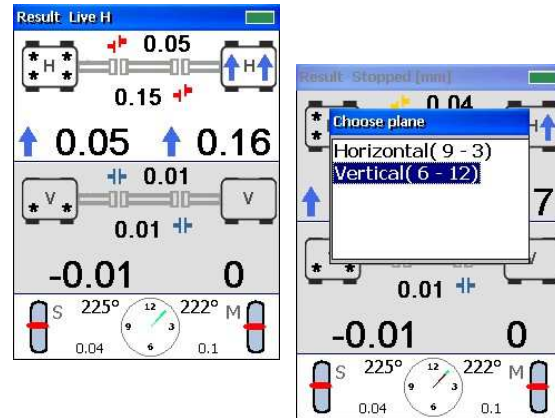 Result Live H
0.05
* * H * *
H
0.15
0.05 0.16
0.01
V * *
V
0.01
-0.01 0
S 225° 222° M
12
9 3
6
0.04 0.1
Result Stopped [mm]
0.04
Choose plane
Horizontal( 9 - 3)
Vertical( 6 - 12)
7
0.01
-0.01 0
S 225° 222° M
12
9 3
6
0.04 0.1